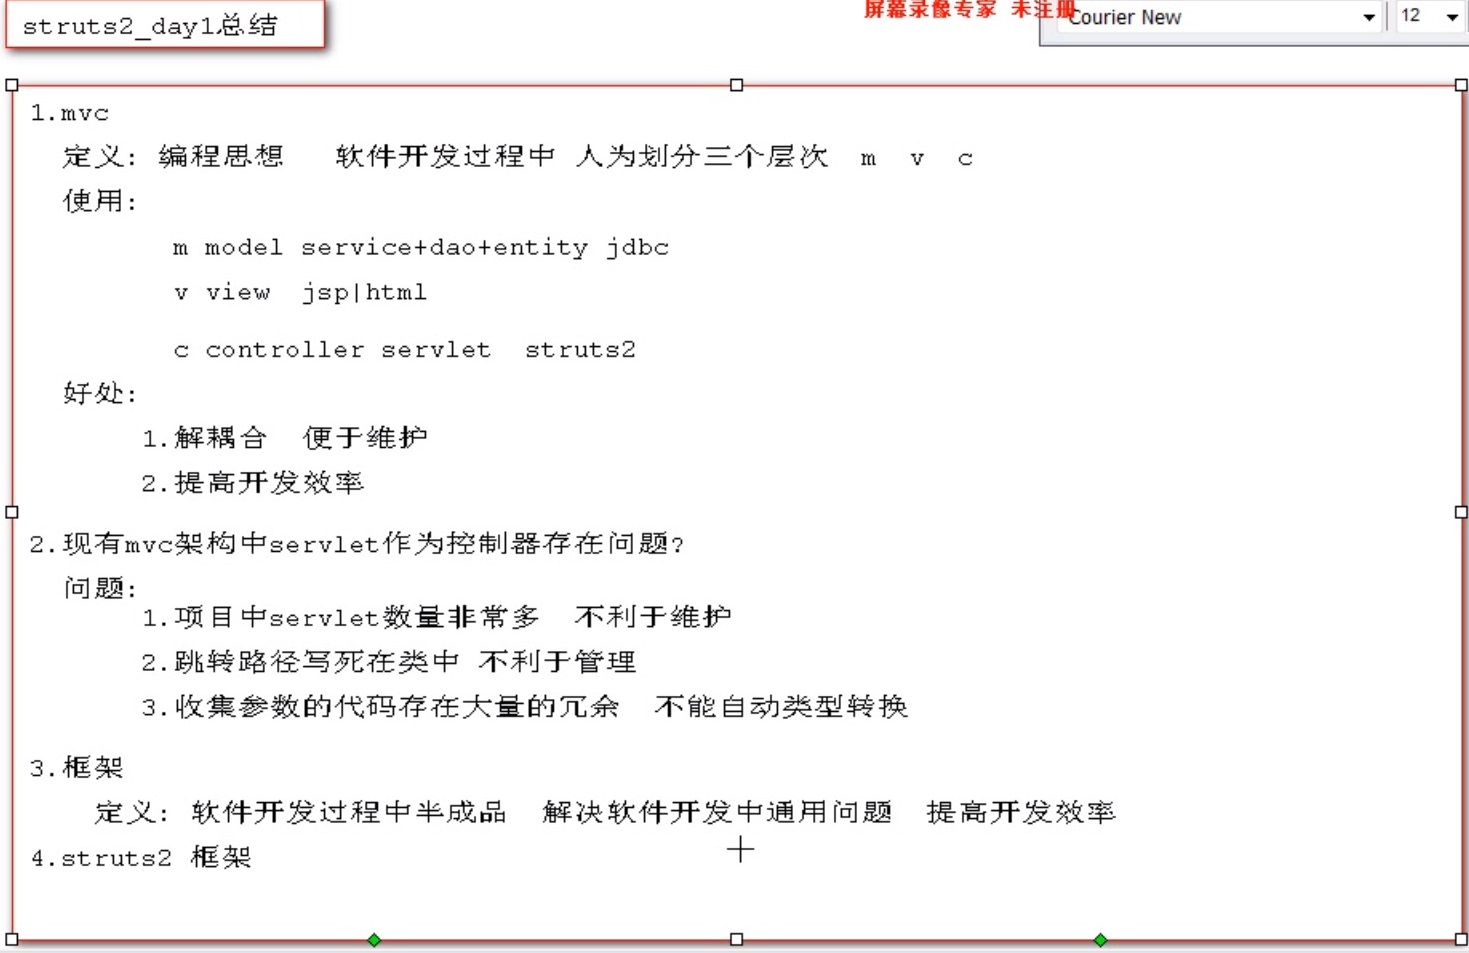 struts2_day1总结
屏幕录像专家 未注册
Courier New
12
1.mvc
定义: 编程思想 软件开发过程中 人为划分三个层次 m v c
使用:
m model service+dao+entity jdbc
v view jsp|html
c controller servlet struts2
好处:
1.解耦合 便于维护
2.提高开发效率
2.现有mvc架构中servlet作为控制器存在问题?
问题:
1.项目中servlet数量非常多 不利于维护
2.跳转路径写死在类中 不利于管理
3.收集参数的代码存在大量的冗余 不能自动类型转换
3.框架
定义: 软件开发过程中半成品 解决软件开发中通用问题 提高开发效率
4.struts2 框架